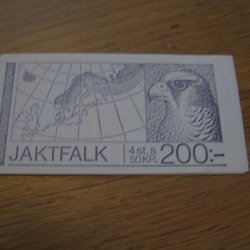 JAKTFALK
4 st. a
50 KR.
200:-